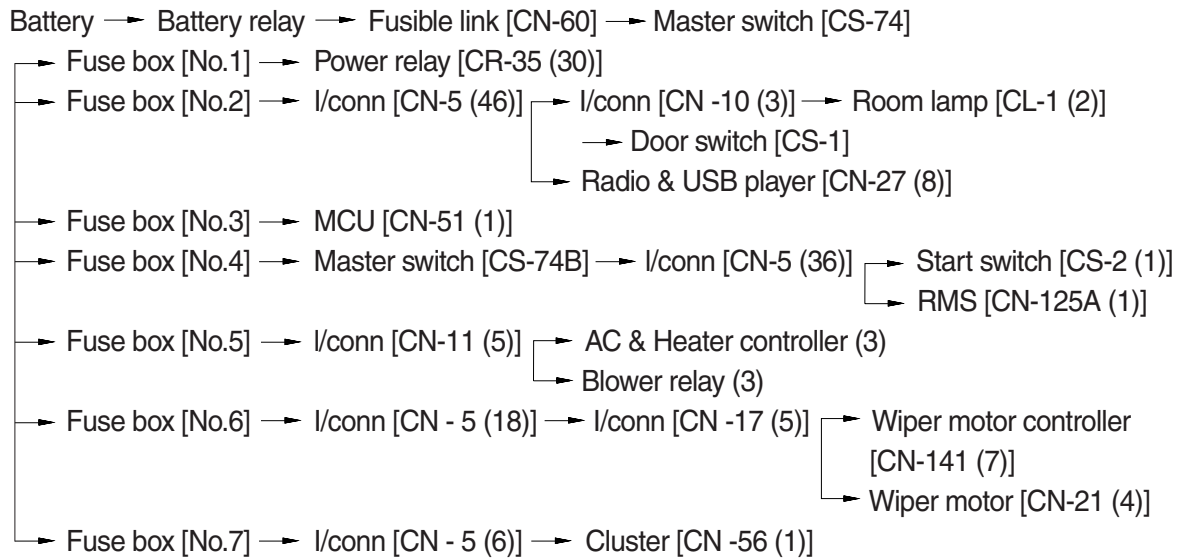 Battery → Battery relay → Fusible link [CN-60] → Master switch [CS-74]
→ Fuse box [No.1] → Power relay [CR-35 (30)]
→ Fuse box [No.2] → I/conn [CN-5 (46)] → I/conn [CN -10 (3)] → Room lamp [CL-1 (2)]
→ Door switch [CS-1]
→ Radio & USB player [CN-27 (8)]
→ Fuse box [No.3] → MCU [CN-51 (1)]
→ Fuse box [No.4] → Master switch [CS-74B] → I/conn [CN-5 (36)] → Start switch [CS-2 (1)]
→ RMS [CN-125A (1)]
→ Fuse box [No.5] → I/conn [CN-11 (5)] → AC & Heater controller (3)
→ Blower relay (3)
→ Fuse box [No.6] → I/conn [CN - 5 (18)] → I/conn [CN -17 (5)] → Wiper motor controller
[CN-141 (7)]
→ Wiper motor [CN-21 (4)]
→ Fuse box [No.7] → I/conn [CN - 5 (6)] → Cluster [CN -56 (1)]